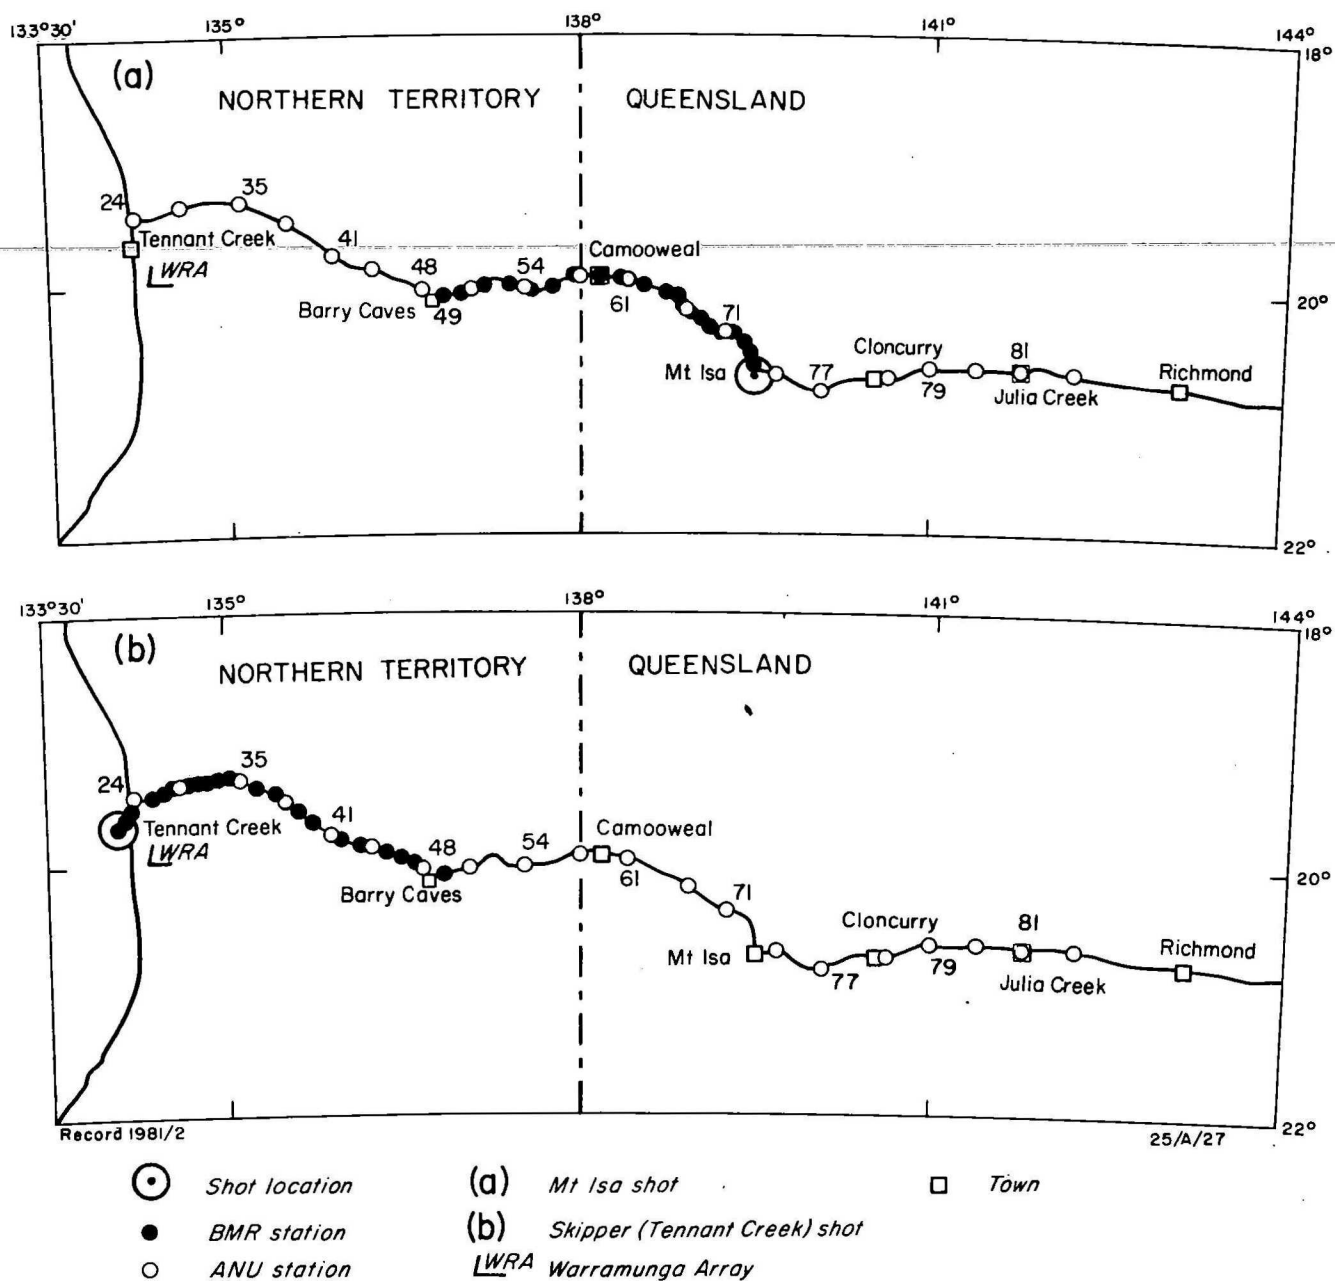 133°30' 135° 138° 141° 144°
18°
(a)
NORTHERN TERRITORY QUEENSLAND
35
24
Tennant Creek 41 Camooweal
WRA 48 54
Barry Caves 61 71 20°
49
Cloncurry 81
Mt Isa 77 Richmond
79 Julia Creek
22°
133°30' 135° 138° 141° 144°
18°
(b)
NORTHERN TERRITORY QUEENSLAND
35
24
Tennant Creek 41 54 Camooweal
WRA 48
Barry Caves 61 71 20°
Cloncurry 81
Mt Isa Richmond
77 79 Julia Creek
22°
Record 1981/2 25/A/27
Shot location (a) Mt Isa shot Town
BMR station (b) Skipper (Tennant Creek) shot
ANU station WRA Warramunga Array